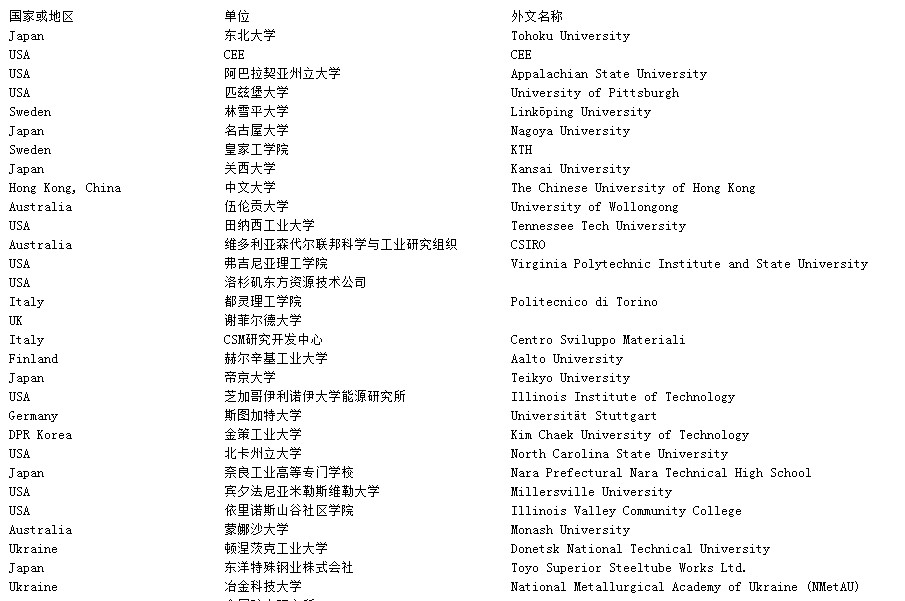 国家或地区 单位 外文名称
Japan 东北大学 Tohoku University
USA CEE CEE
USA 阿巴拉契亚州立大学 Appalachian State University
USA 匹兹堡大学 University of Pittsburgh
Sweden 林雪平大学 Linköping University
Japan 名古屋大学 Nagoya University
Sweden 皇家工学院 KTH
Japan 关西大学 Kansai University
Hong Kong, China 中文大学 The Chinese University of Hong Kong
Australia 伍伦贡大学 University of Wollongong
USA 田纳西工业大学 Tennessee Tech University
Australia 维多利亚森代尔联邦科学与工业研究组织 CSIRO
USA 弗吉尼亚理工学院 Virginia Polytechnic Institute and State University
USA 洛杉矶东方资源技术公司
Italy 都灵理工学院 Politecnico di Torino
UK 谢菲尔德大学
Italy CSM研究开发中心 Centro Sviluppo Materiali
Finland 赫尔辛基工业大学 Aalto University
Japan 帝京大学 Teikyo University
USA 芝加哥伊利诺伊大学能源研究所 Illinois Institute of Technology
Germany 斯图加特大学 Universität Stuttgart
DPR Korea 金策工业大学 Kim Chaek University of Technology
USA 北卡州立大学 North Carolina State University
Japan 奈良工业高等专门学校 Nara Prefectural Nara Technical High School
USA 宾夕法尼亚米勒斯维勒大学 Millersville University
USA 依里诺斯山谷社区学院 Illinois Valley Community College
Australia 蒙娜沙大学 Monash University
Ukraine 顿涅茨克工业大学 Donetsk National Technical University
Japan 东洋特殊钢业株式会社 Toyo Superior Steeltube Works Ltd.
Ukraine 冶金科技大学 National Metallurgical Academy of Ukraine (NMetAU)